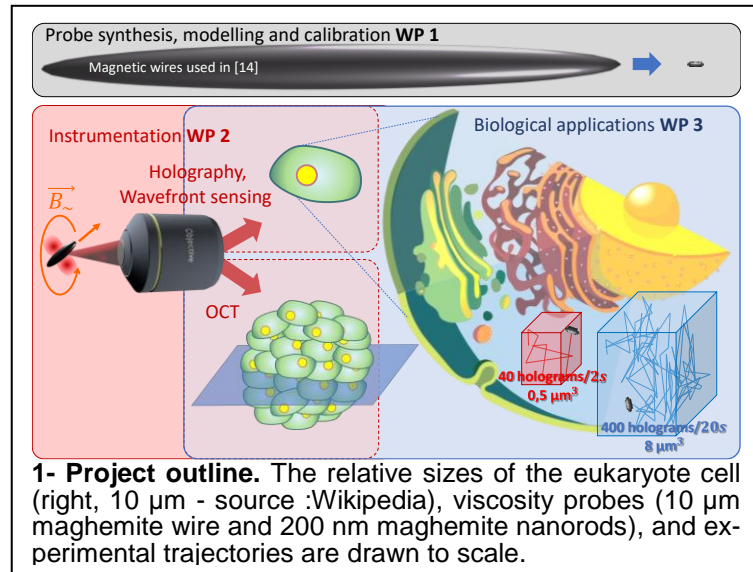 Probe synthesis, modelling and calibration WP 1
Magnetic wires used in [14]
Instrumentation WP 2
Biological applications WP 3
Holography,
Wavefront sensing
B~
Objective
OCT
40 holograms/2s
0,5 µm³
400 holograms/20s
8 µm³
1- Project outline. The relative sizes of the eukaryote cell
(right, 10 µm - source :Wikipedia), viscosity probes (10 µm
maghemite wire and 200 nm maghemite nanorods), and ex-
perimental trajectories are drawn to scale.